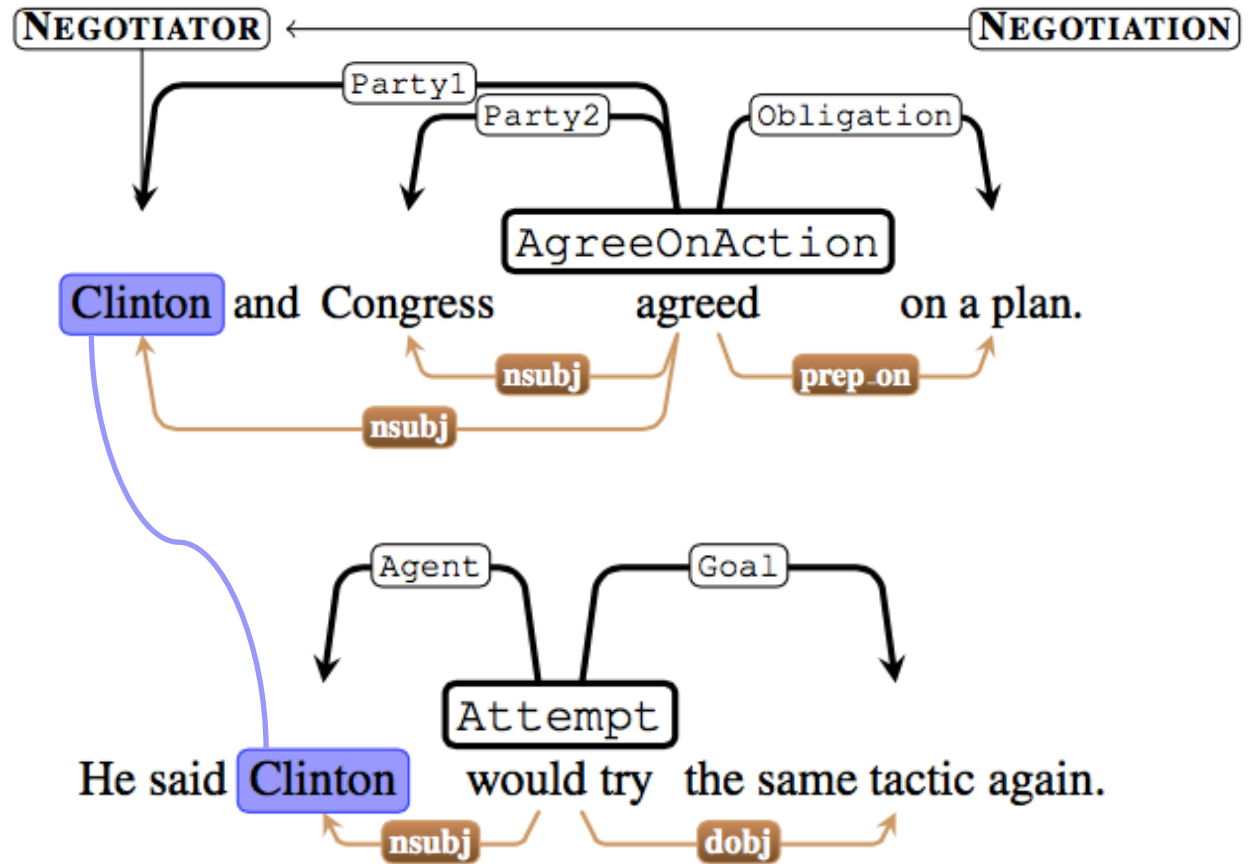 NEGOTIATOR NEGOTIATION
Party1
Party2 Obligation
AgreeOnAction
Clinton and Congress agreed on a plan.
nsubj prep_on
nsubj
Agent Goal
Attempt
He said Clinton would try the same tactic again.
nsubj dobj